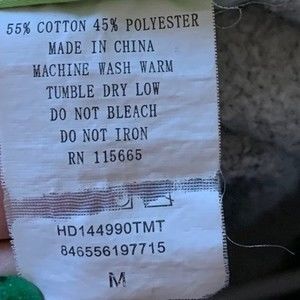 55% COTTON 45% POLYESTER
MADE IN CHINA
MACHINE WASH WARM
TUMBLE DRY LOW
DO NOT BLEACH
DO NOT IRON
RN 115665
HD144990TMT
846556197715
M